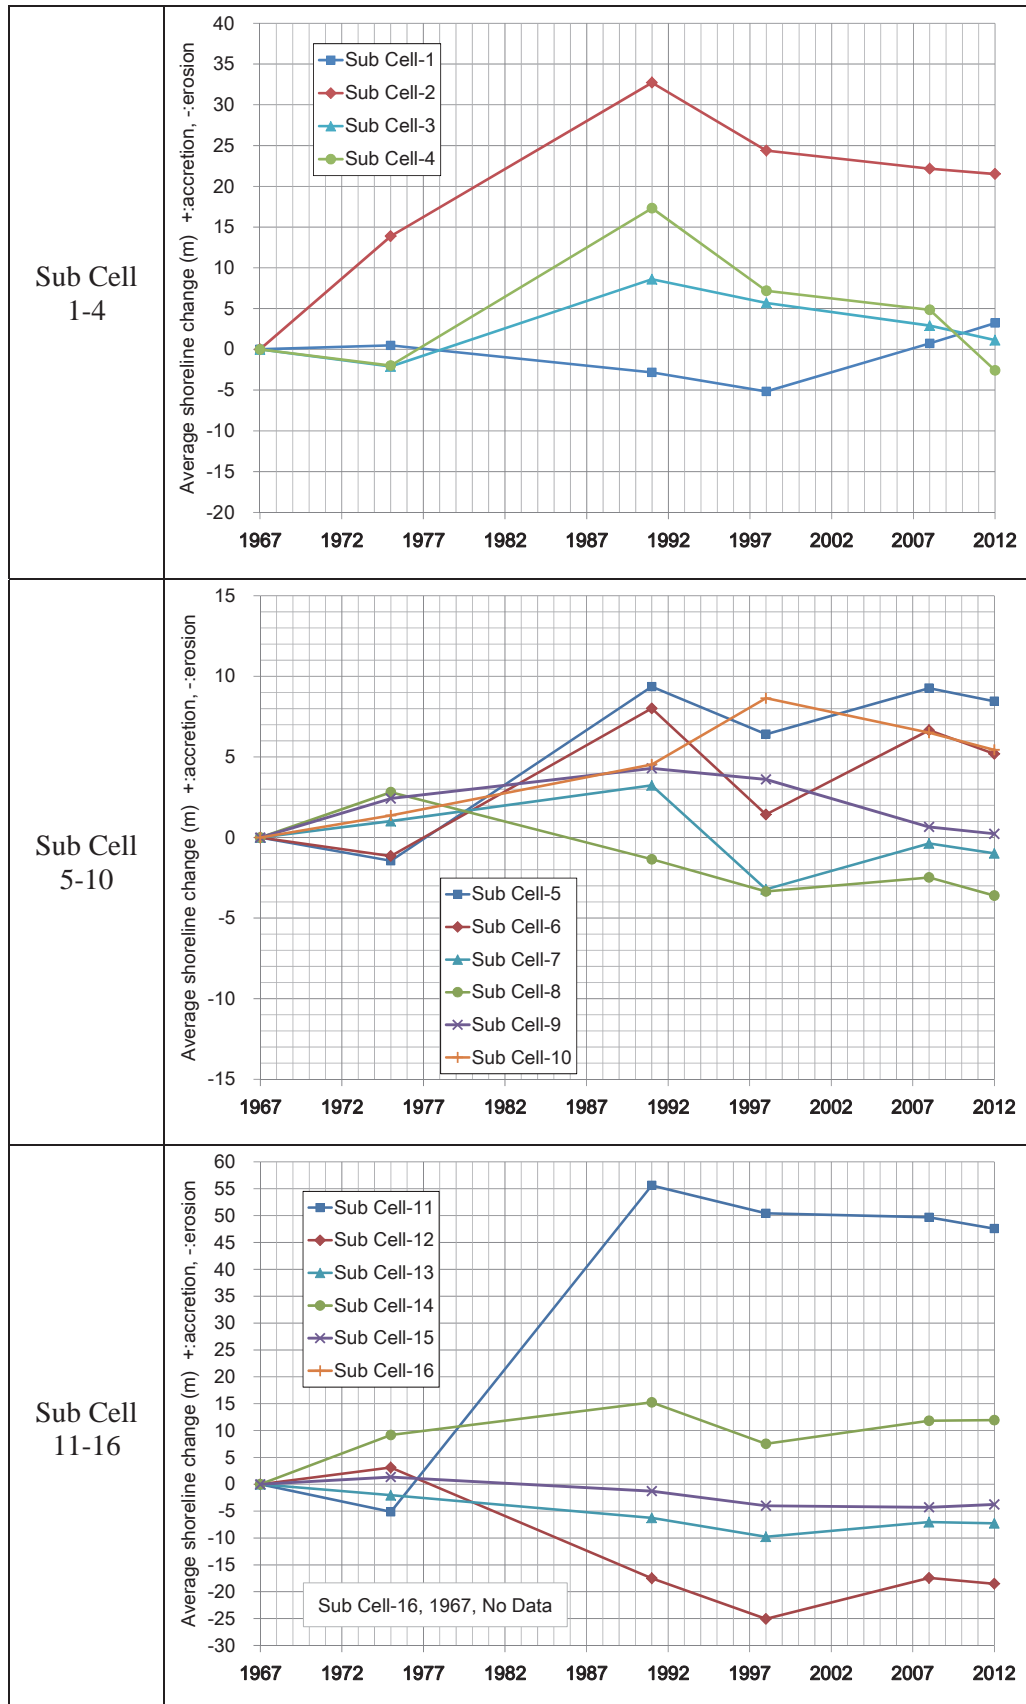 Sub Cell
1-4
Average shoreline change (m)  +:accretion, -:erosion
40
35
30
25
20
15
10
5
0
-5
-10
-15
-20
Sub Cell-1
Sub Cell-2
Sub Cell-3
Sub Cell-4
1967 1972 1977 1982 1987 1992 1997 2002 2007 2012
Sub Cell
5-10
Average shoreline change (m)  +:accretion, -:erosion
15
10
5
0
-5
-10
-15
Sub Cell-5
Sub Cell-6
Sub Cell-7
Sub Cell-8
Sub Cell-9
Sub Cell-10
1967 1972 1977 1982 1987 1992 1997 2002 2007 2012
Sub Cell
11-16
Average shoreline change (m)  +:accretion, -:erosion
60
55
50
45
40
35
30
25
20
15
10
5
0
-5
-10
-15
-20
-25
-30
Sub Cell-11
Sub Cell-12
Sub Cell-13
Sub Cell-14
Sub Cell-15
Sub Cell-16
Sub Cell-16, 1967, No Data
1967 1972 1977 1982 1987 1992 1997 2002 2007 2012